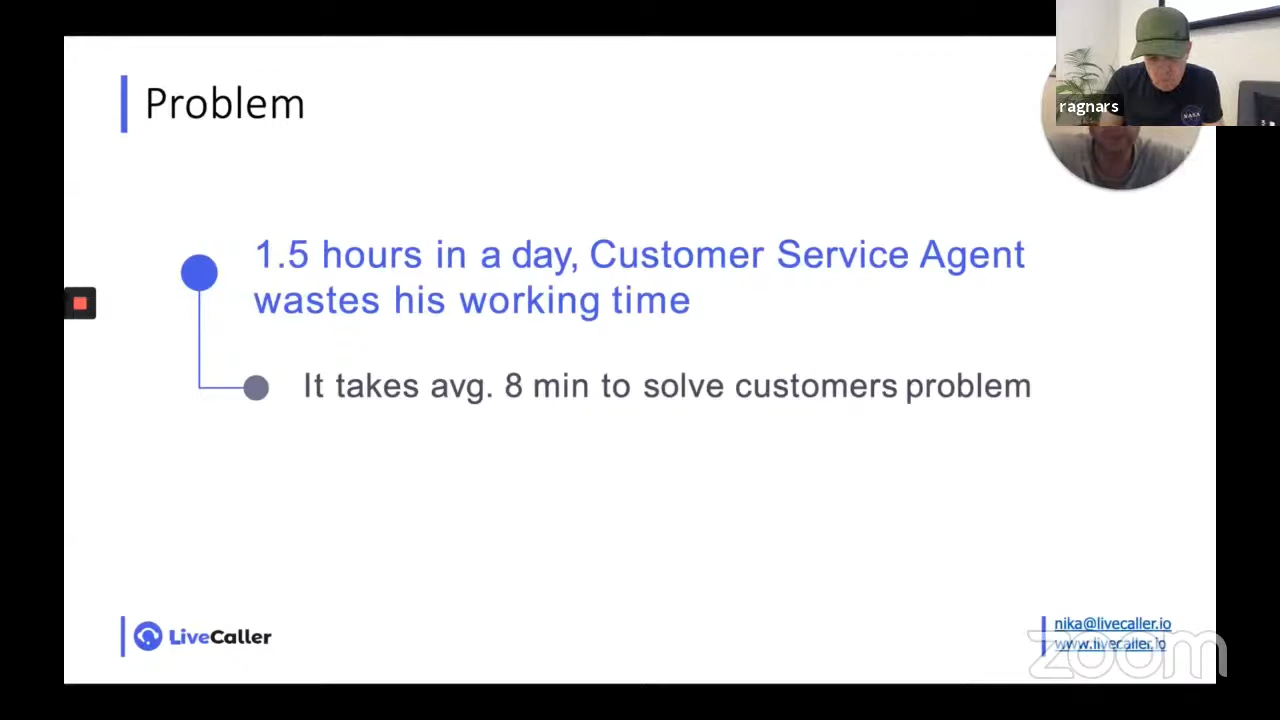 Problem
ragnars
1.5 hours in a day, Customer Service Agent
wastes his working time
It takes avg. 8 min to solve customers problem
LiveCaller
nika@livecaller.io
www.livecaller.io
zoom